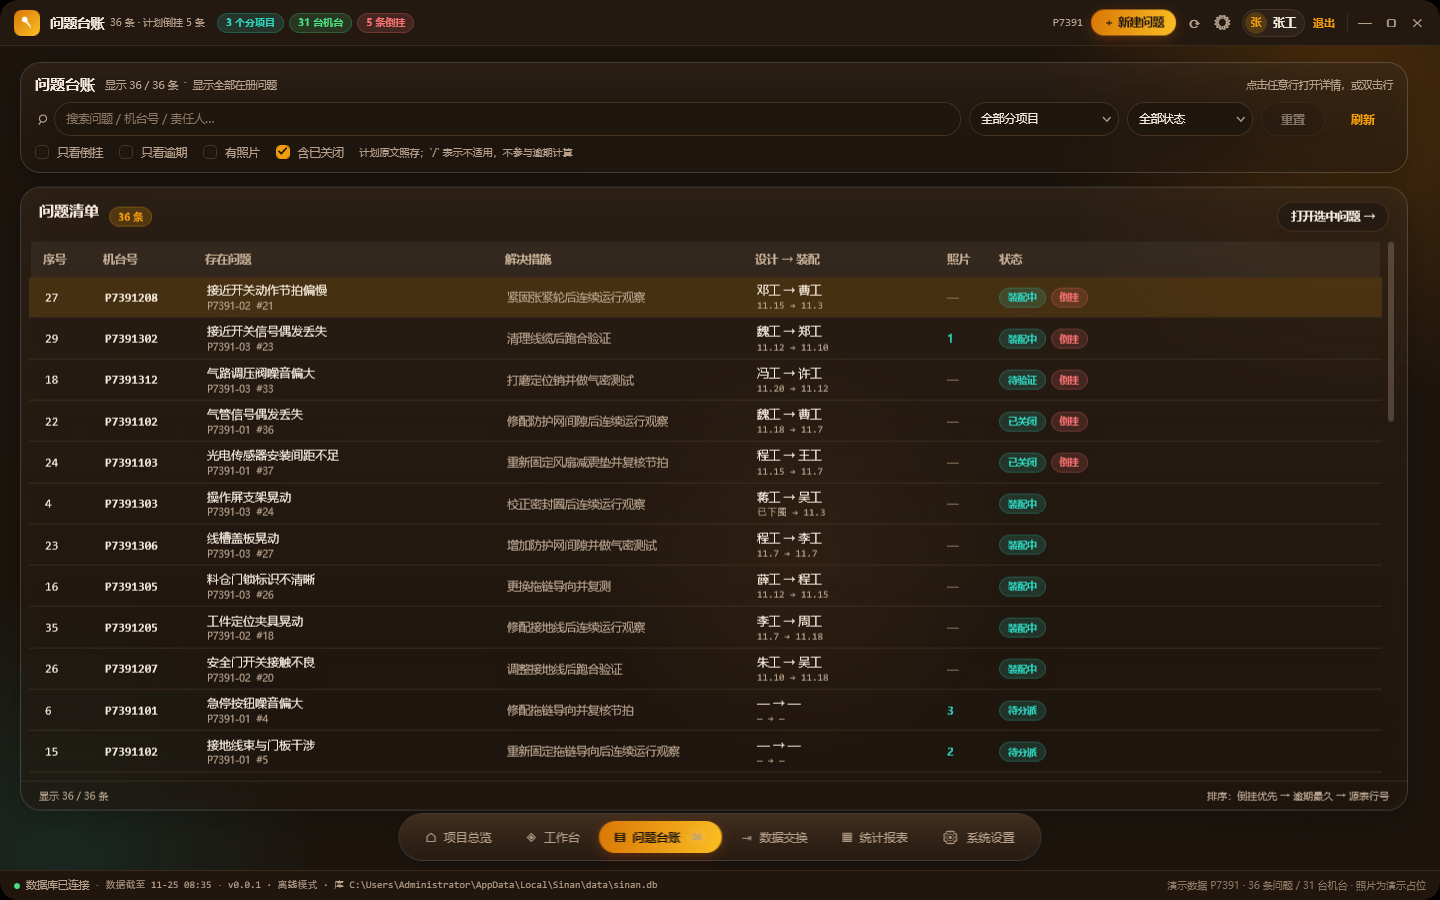 问题台账 36 条 · 计划倒挂 5 条 3 个分项目 31 台机台 5 条倒挂 P7391 + 新建问题 张 张工 退出
问题台账 显示 36 / 36 条 · 显示全部在册问题 点击任意行打开详情，或双击行
搜索问题 / 机台号 / 责任人... 全部分项目 全部状态 重置 刷新
只看倒挂 只看逾期 有照片 含已关闭 计划原文照存；'/' 表示不适用，不参与逾期计算
问题清单 36 条 打开选中问题 →
序号 机台号 存在问题 解决措施 设计 → 装配 照片 状态
27 P7391208 接近开关动作节拍偏慢 紧固张紧轮后连续运行观察 邓工 → 曹工 — 装配中 倒挂
P7391-02 #21 11.15 → 11.3
29 P7391302 接近开关信号偶发丢失 清理线缆后跑合验证 魏工 → 郑工 1 装配中 倒挂
P7391-03 #23 11.12 → 11.10
18 P7391312 气路调压阀噪音偏大 打磨定位销并做气密测试 冯工 → 许工 — 待验证 倒挂
P7391-03 #33 11.20 → 11.12
22 P7391102 气管信号偶发丢失 修配防护网间隙后连续运行观察 魏工 → 曹工 — 已关闭 倒挂
P7391-01 #36 11.18 → 11.7
24 P7391103 光电传感器安装间距不足 重新固定风扇减震垫并复核节拍 程工 → 王工 — 已关闭 倒挂
P7391-01 #37 11.15 → 11.7
4 P7391303 操作屏支架晃动 校正密封圈后连续运行观察 蒋工 → 吴工 — 装配中
P7391-03 #24 已下图 → 11.3
23 P7391306 线槽盖板晃动 增加防护网间隙并做气密测试 程工 → 李工 — 装配中
P7391-03 #27 11.7 → 11.7
16 P7391305 料仓门锁标识不清晰 更换拖链导向并复测 薛工 → 程工 — 装配中
P7391-03 #26 11.12 → 11.15
35 P7391205 工件定位夹具晃动 修配接地线后连续运行观察 李工 → 周工 — 装配中
P7391-02 #18 11.7 → 11.18
26 P7391207 安全门开关接触不良 调整接地线后跑合验证 朱工 → 吴工 — 装配中
P7391-02 #20 11.10 → 11.18
6 P7391101 急停按钮噪音偏大 修配拖链导向并复核节拍 — → — 3 待分派
P7391-01 #4 — → —
15 P7391102 接地线束与门板干涉 重新固定拖链导向后连续运行观察 — → — 2 待分派
P7391-01 #5 — → —
显示 36 / 36 条 排序：倒挂优先 → 逾期最久 → 源表行号
项目总览 工作台 问题台账 36 数据交换 统计报表 系统设置
数据库已连接 · 数据截至 11-25 08:35 · v0.0.1 · 离线模式 · 库 C:\Users\Administrator\AppData\Local\Sinan\data\sinan.db 演示数据 P7391 · 36 条问题 / 31 台机台 · 照片为演示占位